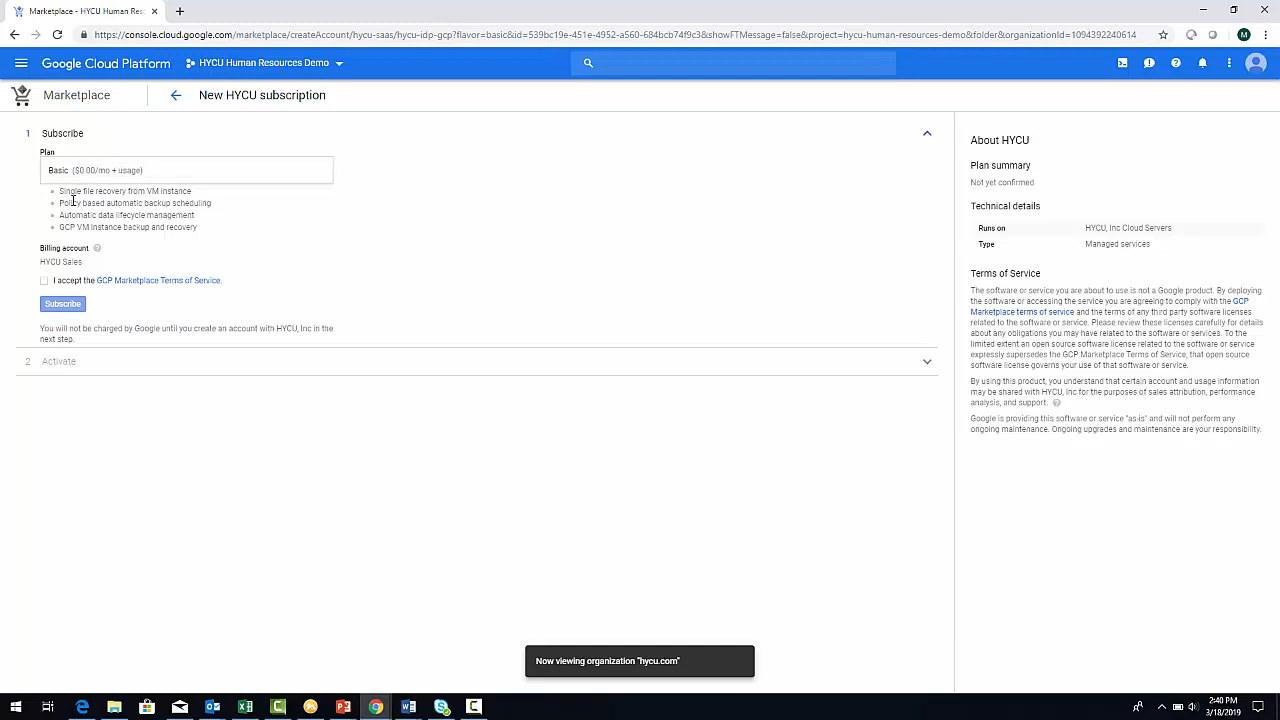 Marketplace - HYCU Human Res
https://console.cloud.google.com/marketplace/createAccount/hycu-saas/hycu-idp-gcp?flavor=basic&id=539bc19e-451e-4952-a560-684bcb74f9c3&showFTMessage=false&project=hycu-human-resources-demo&folder&organizationId=1094392240614
M
Google Cloud Platform
HYCU Human Resources Demo
Marketplace
New HYCU subscription
1 Subscribe
Plan
Basic ($0.00/mo + usage)
Single file recovery from VM instance
Policy based automatic backup scheduling
Automatic data lifecycle management
GCP VM instance backup and recovery
Billing account
HYCU Sales
I accept the GCP Marketplace Terms of Service.
Subscribe
You will not be charged by Google until you create an account with HYCU, Inc in the
next step.
2 Activate
About HYCU
Plan summary
Not yet confirmed
Technical details
Runs on HYCU, Inc Cloud Servers
Type Managed services
Terms of Service
The software or service you are about to use is not a Google product. By deploying
the software or accessing the service you are agreeing to comply with the GCP
Marketplace terms of service and the terms of any third party software licenses
related to the software or service. Please review these licenses carefully for details
about any obligations you may have related to the software or services. To the
limited extent an open source software license related to the software or service
expressly supersedes the GCP Marketplace Terms of Service, that open source
software license governs your use of that software or service.
By using this product, you understand that certain account and usage information
may be shared with HYCU, Inc for the purposes of sales attribution, performance
analysis, and support.
Google is providing this software or service "as-is" and will not perform any
ongoing maintenance. Ongoing upgrades and maintenance are your responsibility.
Now viewing organization "hycu.com"
2:40 PM
3/18/2019